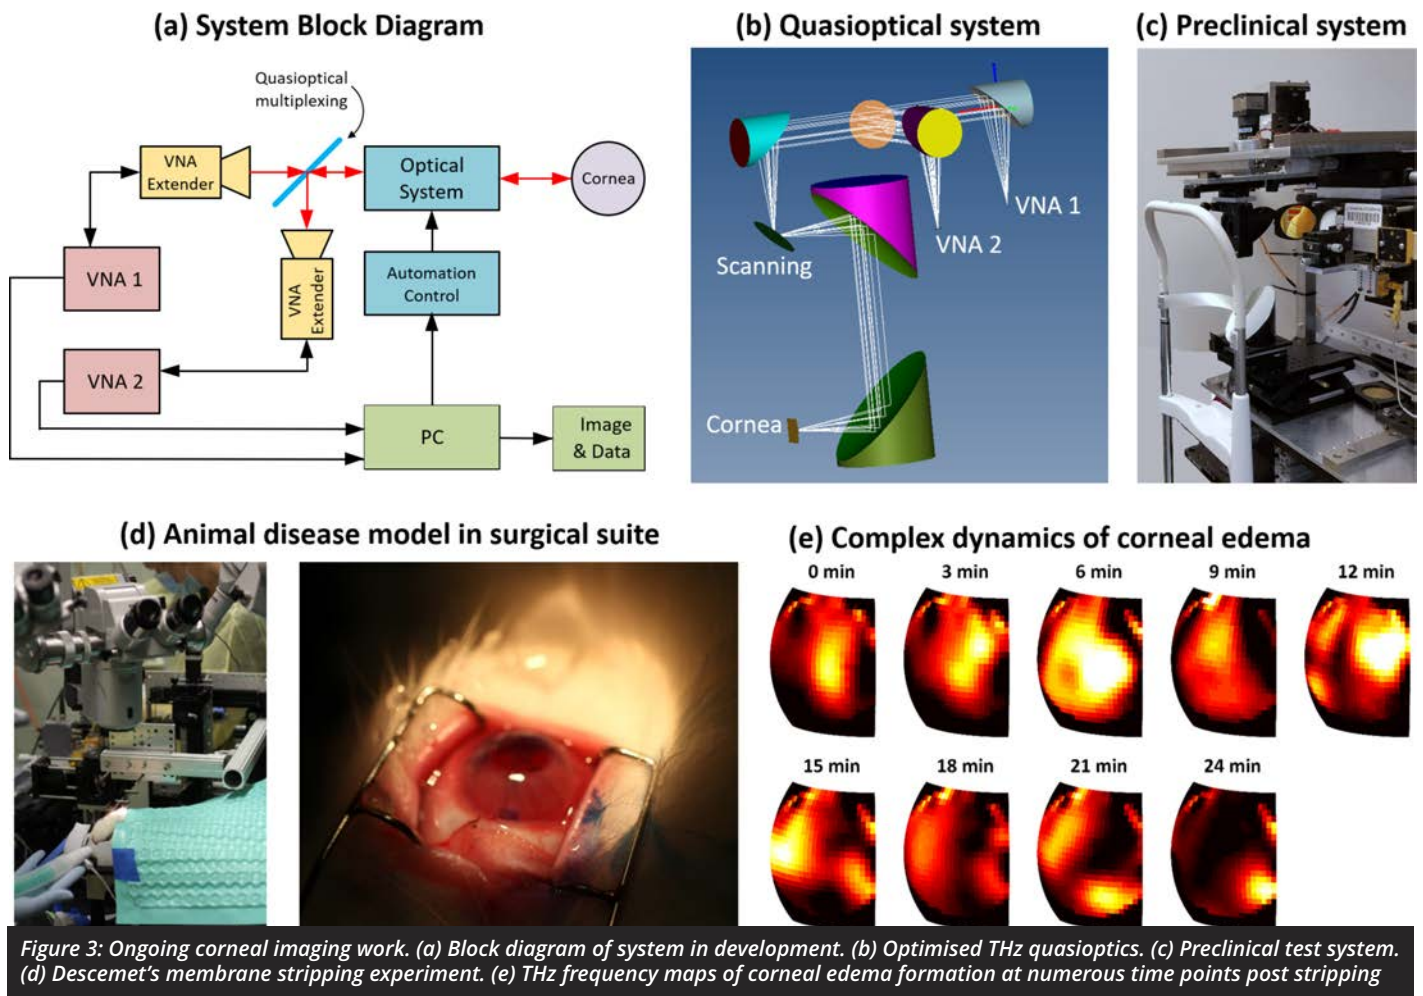 (a) System Block Diagram
Quasioptical
multiplexing
VNA
Extender
Optical
System
Cornea
VNA 1
VNA
Extender
Automation
Control
VNA 2
PC
Image
& Data
(b) Quasioptical system
VNA 1
VNA 2
Scanning
Cornea
(c) Preclinical system
(d) Animal disease model in surgical suite
(e) Complex dynamics of corneal edema
0 min
3 min
6 min
9 min
12 min
15 min
18 min
21 min
24 min
Figure 3: Ongoing corneal imaging work. (a) Block diagram of system in development. (b) Optimised THz quasioptics. (c) Preclinical test system.
(d) Descemet's membrane stripping experiment. (e) THz frequency maps of corneal edema formation at numerous time points post stripping